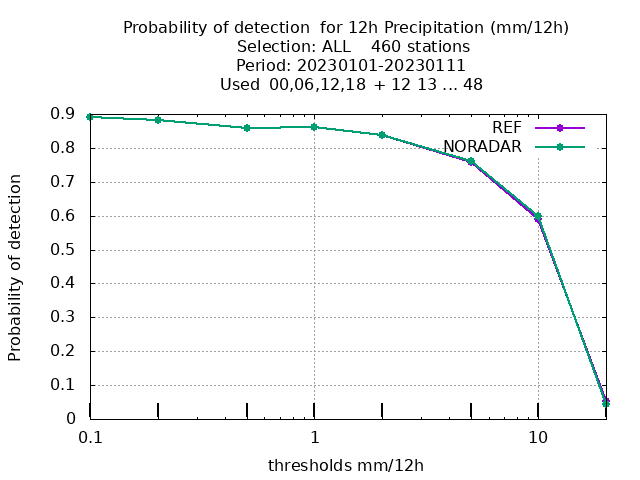 Probability of detection  for 12h Precipitation (mm/12h)
Selection: ALL    460 stations
Period: 20230101-20230111
Used  00,06,12,18  + 12 13 ... 48
REF
NORADAR
Probability of detection
0.9
0.8
0.7
0.6
0.5
0.4
0.3
0.2
0.1
0
0.1
1
10
thresholds mm/12h